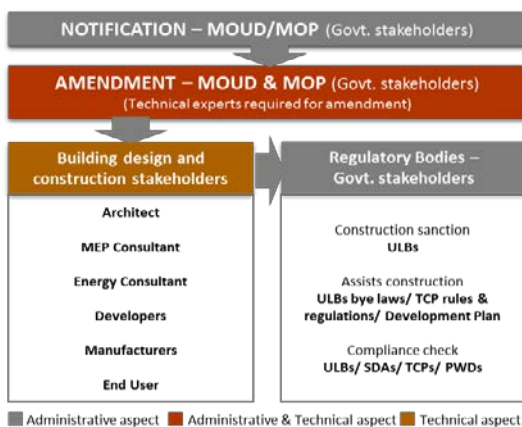 NOTIFICATION – MOUD/MOP (Govt. stakeholders)
AMENDMENT – MOUD & MOP (Govt. stakeholders)
(Technical experts required for amendment)
Building design and
construction stakeholders
Architect
MEP Consultant
Energy Consultant
Developers
Manufacturers
End User
Regulatory Bodies –
Govt. stakeholders
Construction sanction
ULBs
Assists construction
ULBs bye laws/ TCP rules &
regulations/ Development Plan
Compliance check
ULBs/ SDAs/ TCPs/ PWDs
Administrative aspect
Administrative & Technical aspect
Technical aspect